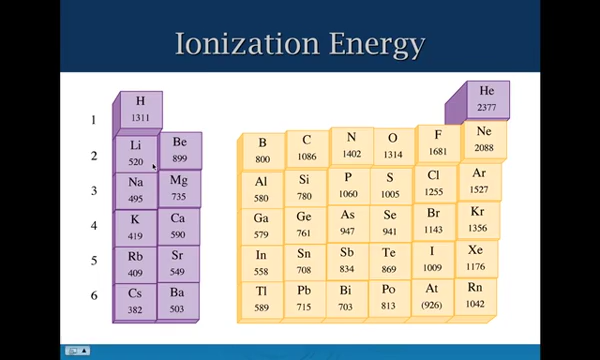 Ionization Energy
H He
1 1311 2377
Li Be B C N O F Ne
2 520 899 800 1086 1402 1314 1681 2088
Na Mg Al Si P S Cl Ar
3 495 735 580 780 1060 1005 1255 1527
K Ca Ga Ge As Se Br Kr
4 419 590 579 761 947 941 1143 1356
Rb Sr In Sn Sb Te I Xe
5 409 549 558 708 834 869 1009 1176
Cs Ba Tl Pb Bi Po At Rn
6 382 503 589 715 703 813 (926) 1042